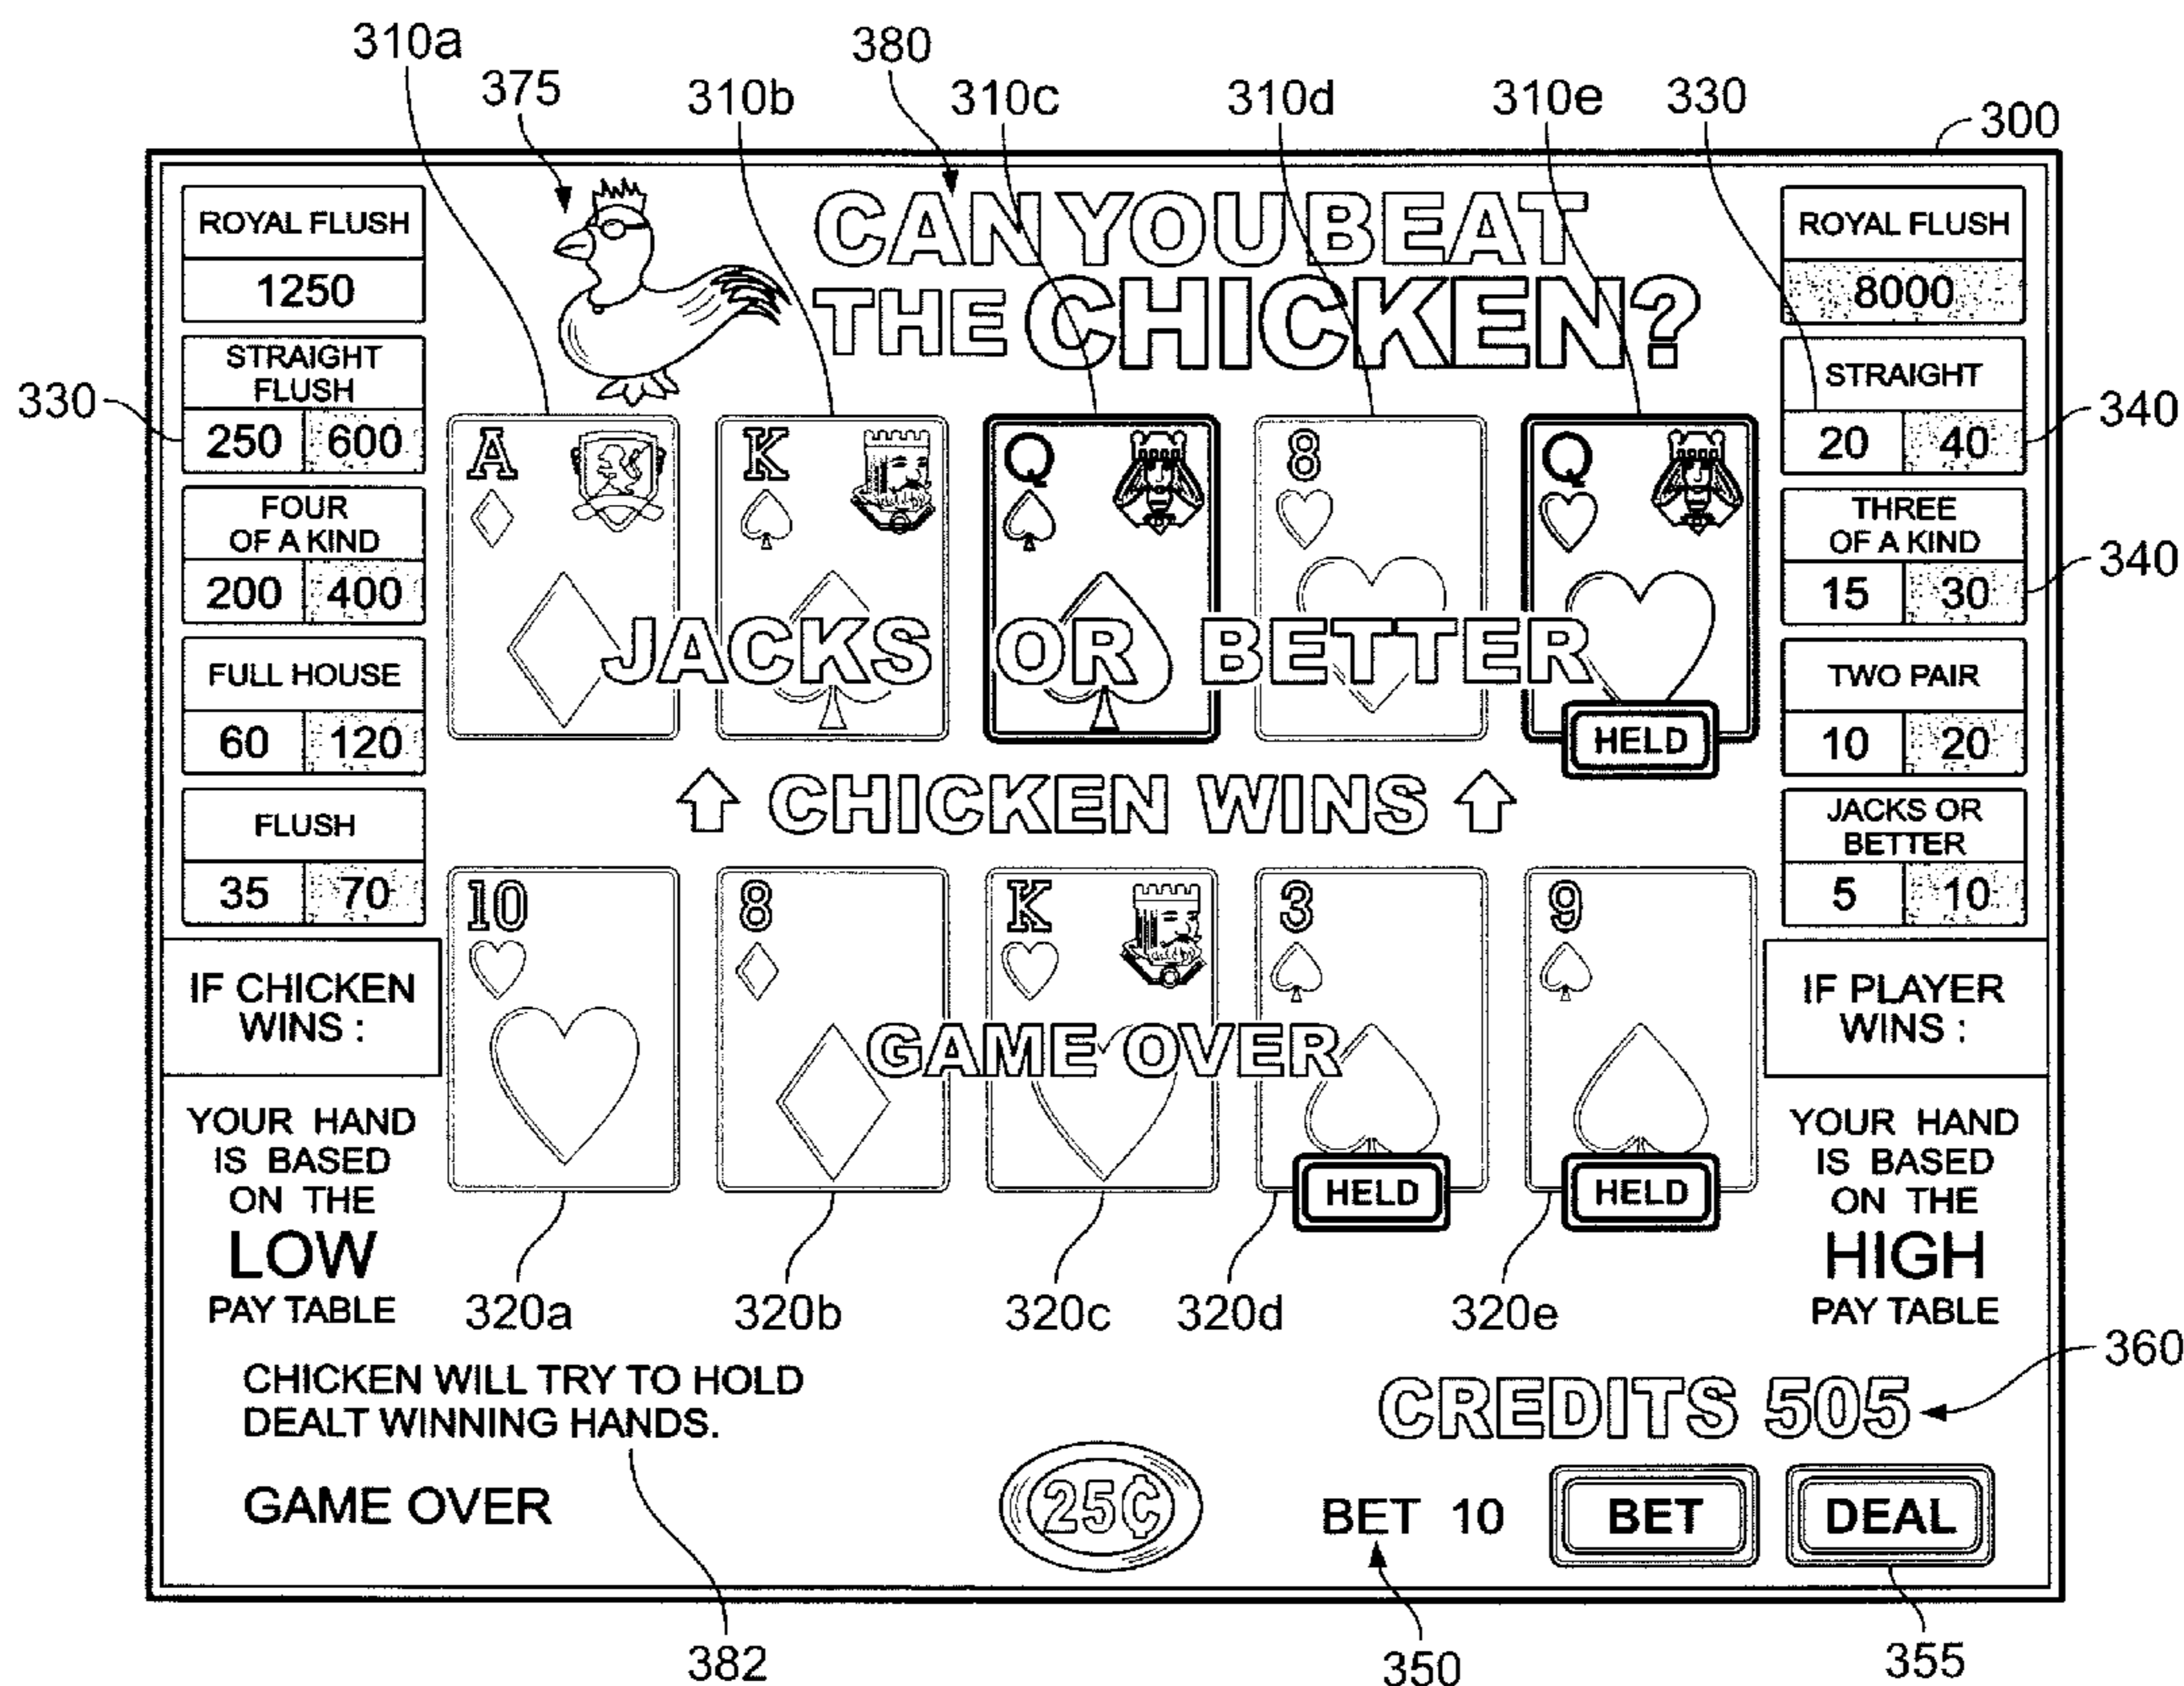 310a
375
310b
380
310c
310d
310e
330
300
CAN YOU BEAT
THE CHICKEN?
ROYAL FLUSH
1250
STRAIGHT
FLUSH
250 600
330
FOUR
OF A KIND
200 400
FULL HOUSE
60 120
FLUSH
35 70
IF CHICKEN
WINS :
YOUR HAND
IS BASED
ON THE
LOW
PAY TABLE
A
K
Q
8
Q
JACKS OR BETTER
HELD
CHICKEN WINS
10
8
K
3
9
GAME OVER
HELD
HELD
320a
320b
320c
320d
320e
ROYAL FLUSH
8000
STRAIGHT
20 40
340
THREE
OF A KIND
15 30
340
TWO PAIR
10 20
JACKS OR
BETTER
5 10
IF PLAYER
WINS :
YOUR HAND
IS BASED
ON THE
HIGH
PAY TABLE
360
CHICKEN WILL TRY TO HOLD
DEALT WINNING HANDS.
GAME OVER
25¢
CREDITS 505
BET 10
BET
DEAL
382
350
355